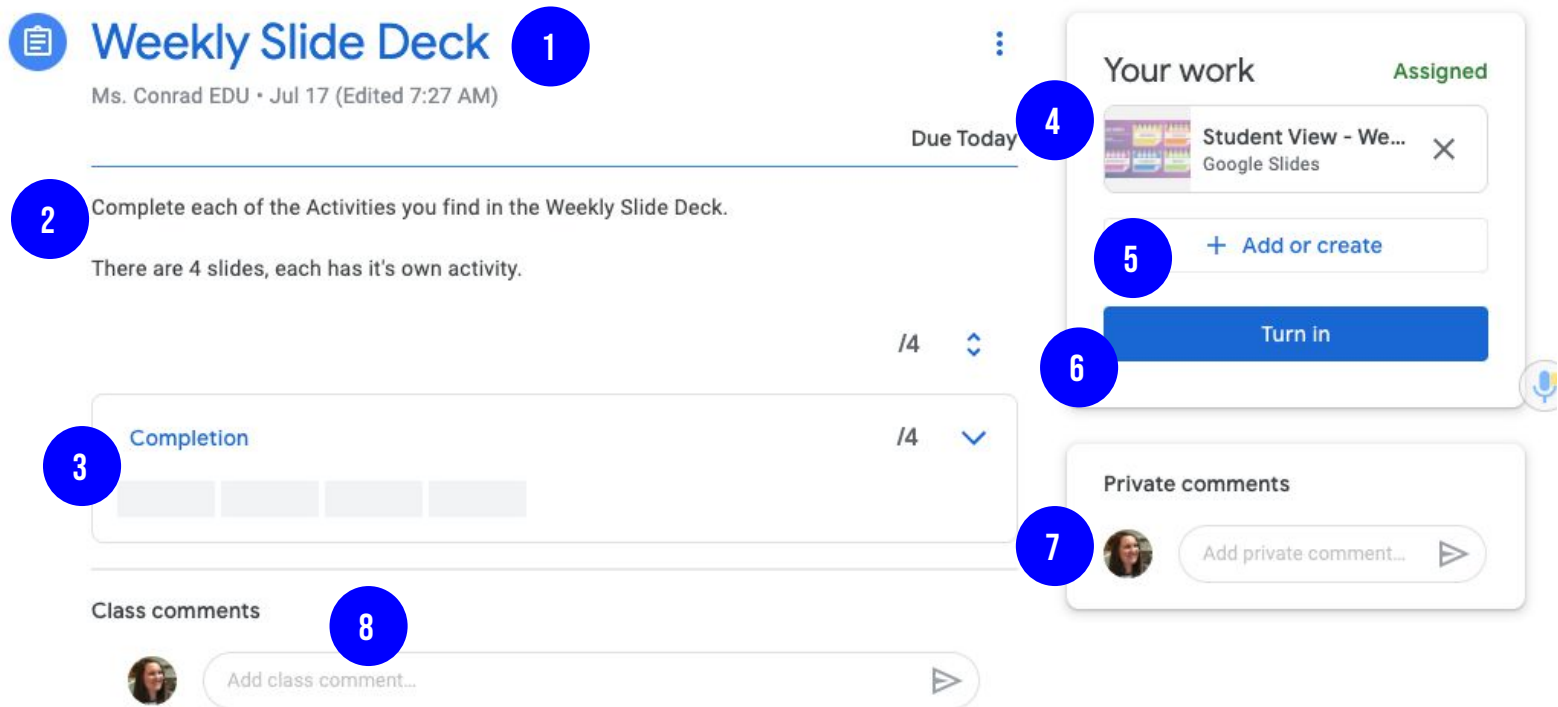 Weekly Slide Deck
1
Ms. Conrad EDU • Jul 17 (Edited 7:27 AM)
Due Today
2
Complete each of the Activities you find in the Weekly Slide Deck.
There are 4 slides, each has it's own activity.
/4
3
Completion
/4
Class comments
8
Add class comment...
Your work
Assigned
4
Student View - We...
Google Slides
5
+ Add or create
6
Turn in
Private comments
7
Add private comment...